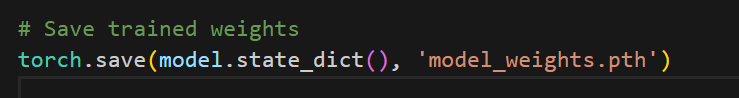 # Save trained weights
torch.save(model.state_dict(), 'model_weights.pth')